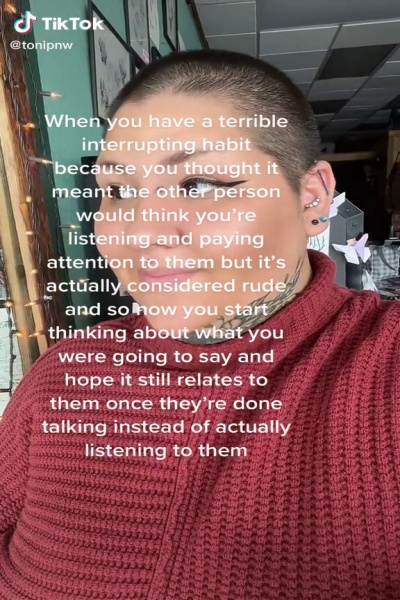 TikTok
@tonipnw
When you have a terrible
interrupting habit
because you thought it
meant the other person
would think you're
listening and paying
attention to them but it's
actually considered rude
and so now you start
thinking about what you
were going to say and
hope it still relates to
them once they're done
talking instead of actually
listening to them